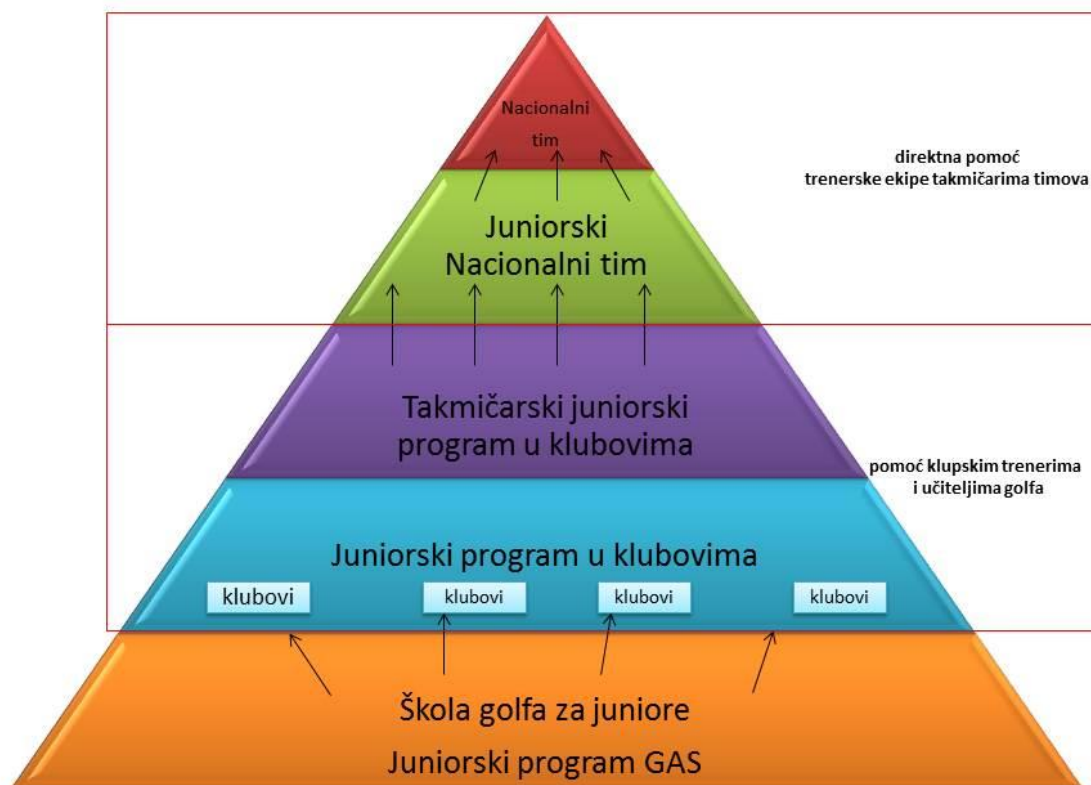 Nacionalni
tim
direktna pomoć
trenerske ekipe takmičarima timova
Juniorski
Nacionalni tim
Takmičarski juniorski
program u klubovima
pomoć klupskim trenerima
i učiteljima golfa
Juniorski program u klubovima
klubovi
klubovi
klubovi
klubovi
Škola golfa za juniore
Juniorski program GAS